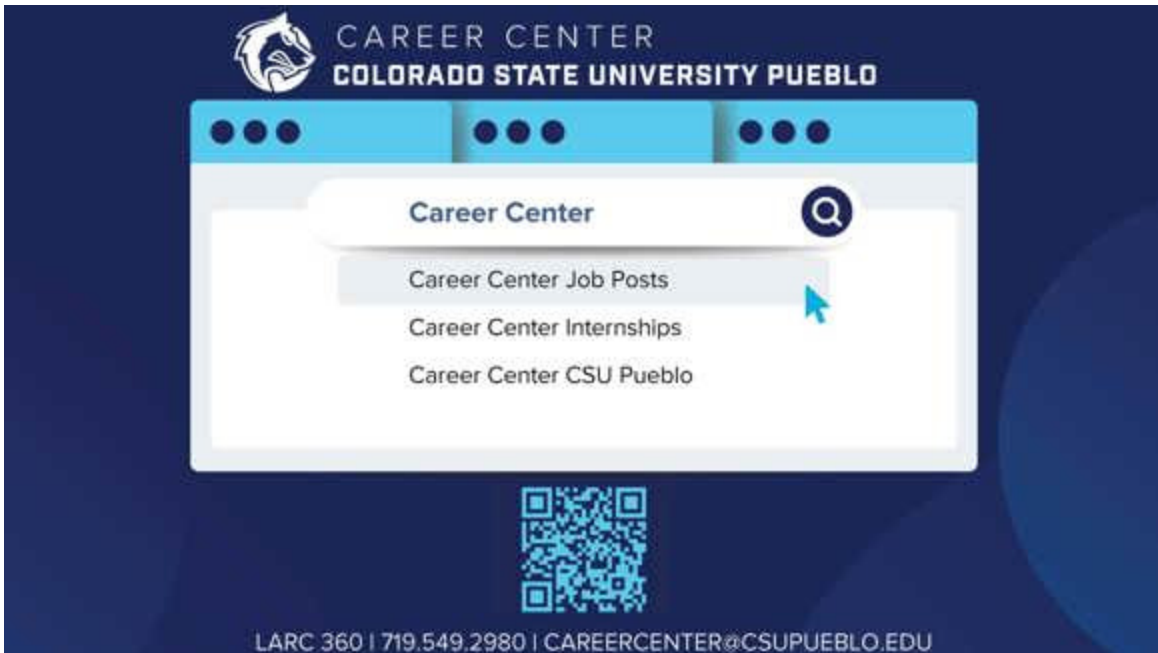 CAREER CENTER
COLORADO STATE UNIVERSITY PUEBLO
Career Center
Career Center Job Posts
Career Center Internships
Career Center CSU Pueblo
LARC 360 | 719.549.2980 | CAREERCENTER@CSUPUEBLO.EDU